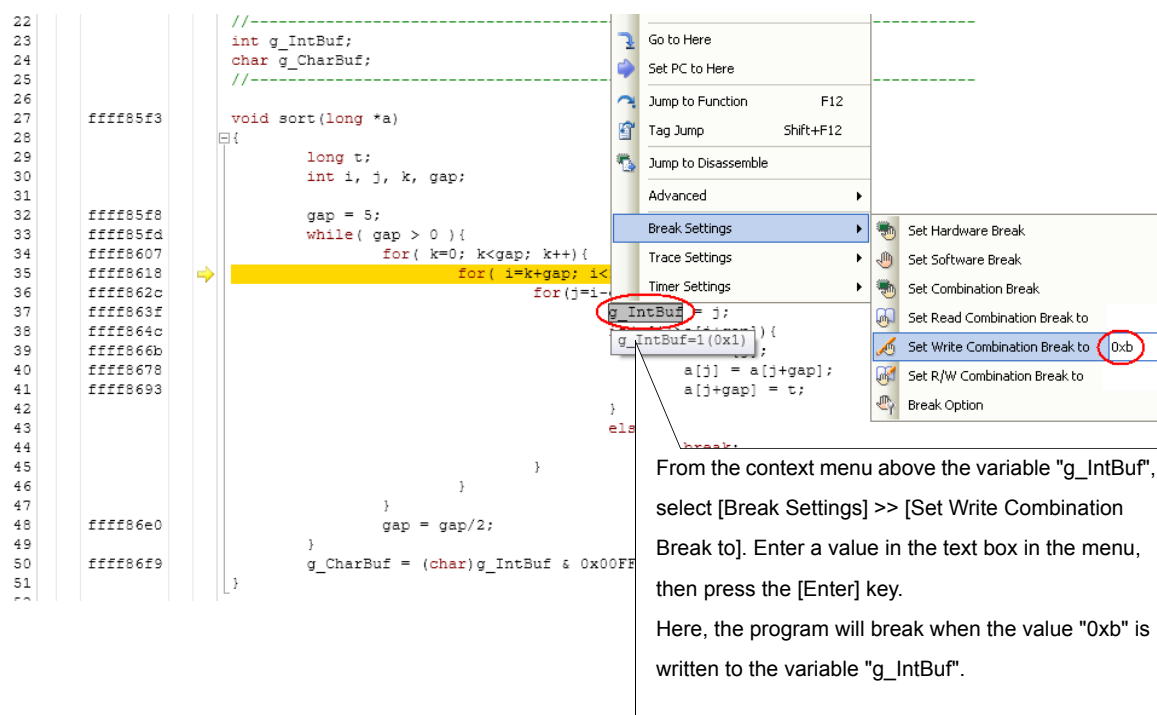 22 //--------------------------------------------------------------------
23 int g_IntBuf;
24 char g_CharBuf;
25 //--------------------------------------------------------------------
26
27 ffff85f3 void sort(long *a)
28 {
29 long t;
30 int i, j, k, gap;
31
32 ffff85f8 gap = 5;
33 ffff85fd while( gap > 0 ){
34 ffff8607 for( k=0; k<gap; k++){
35 ffff8618 for( i=k+gap; i<
36 ffff862c for(j=i-
37 ffff863f g_IntBuf = j;
38 ffff864c ){
39 ffff866b ;
40 ffff8678 a[j] = a[j+gap];
41 ffff8693 a[j+gap] = t;
42 }
43 els
44 break;
45 }
46 }
47 }
48 ffff86e0 gap = gap/2;
49 }
50 ffff86f9 g_CharBuf = (char)g_IntBuf & 0x00FF
51 }
g_IntBuf=1(0x1)
Go to Here
Set PC to Here
Jump to Function F12
Tag Jump Shift+F12
Jump to Disassemble
Advanced
Break Settings
Trace Settings
Timer Settings
Set Hardware Break
Set Software Break
Set Combination Break
Set Read Combination Break to
Set Write Combination Break to 0xb
Set R/W Combination Break to
Break Option
From the context menu above the variable "g_IntBuf",
select [Break Settings] >> [Set Write Combination
Break to]. Enter a value in the text box in the menu,
then press the [Enter] key.
Here, the program will break when the value "0xb" is
written to the variable "g_IntBuf".